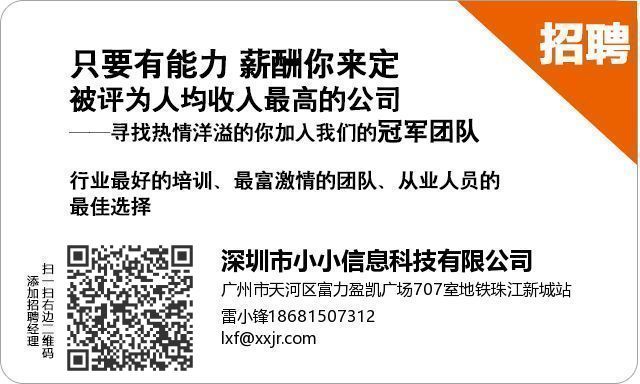 招聘
只要有能力 薪酬你来定
被评为人均收入最高的公司
——寻找热情洋溢的你加入我们的冠军团队
行业最好的培训、最富激情的团队、从业人员的
最佳选择
扫一扫右边二维码
添加招聘经理
深圳市小小信息科技有限公司
广州市天河区富力盈凯广场707室地铁珠江新城站
雷小锋18681507312
lxf@xxjr.com